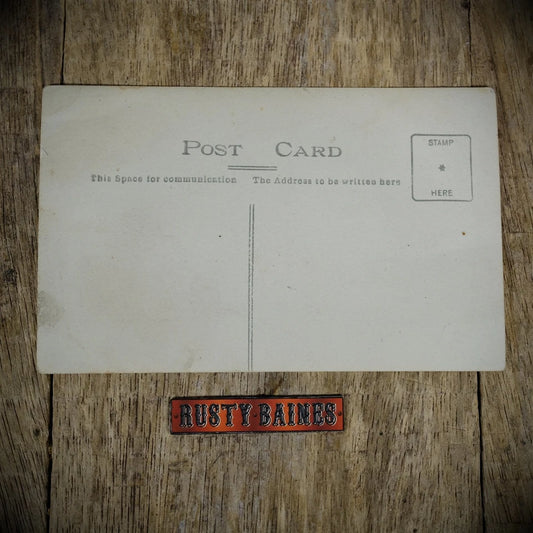 POST CARD
STAMP
*
HERE
This Space for communication The Address to be written here
RUSTY·BAINES